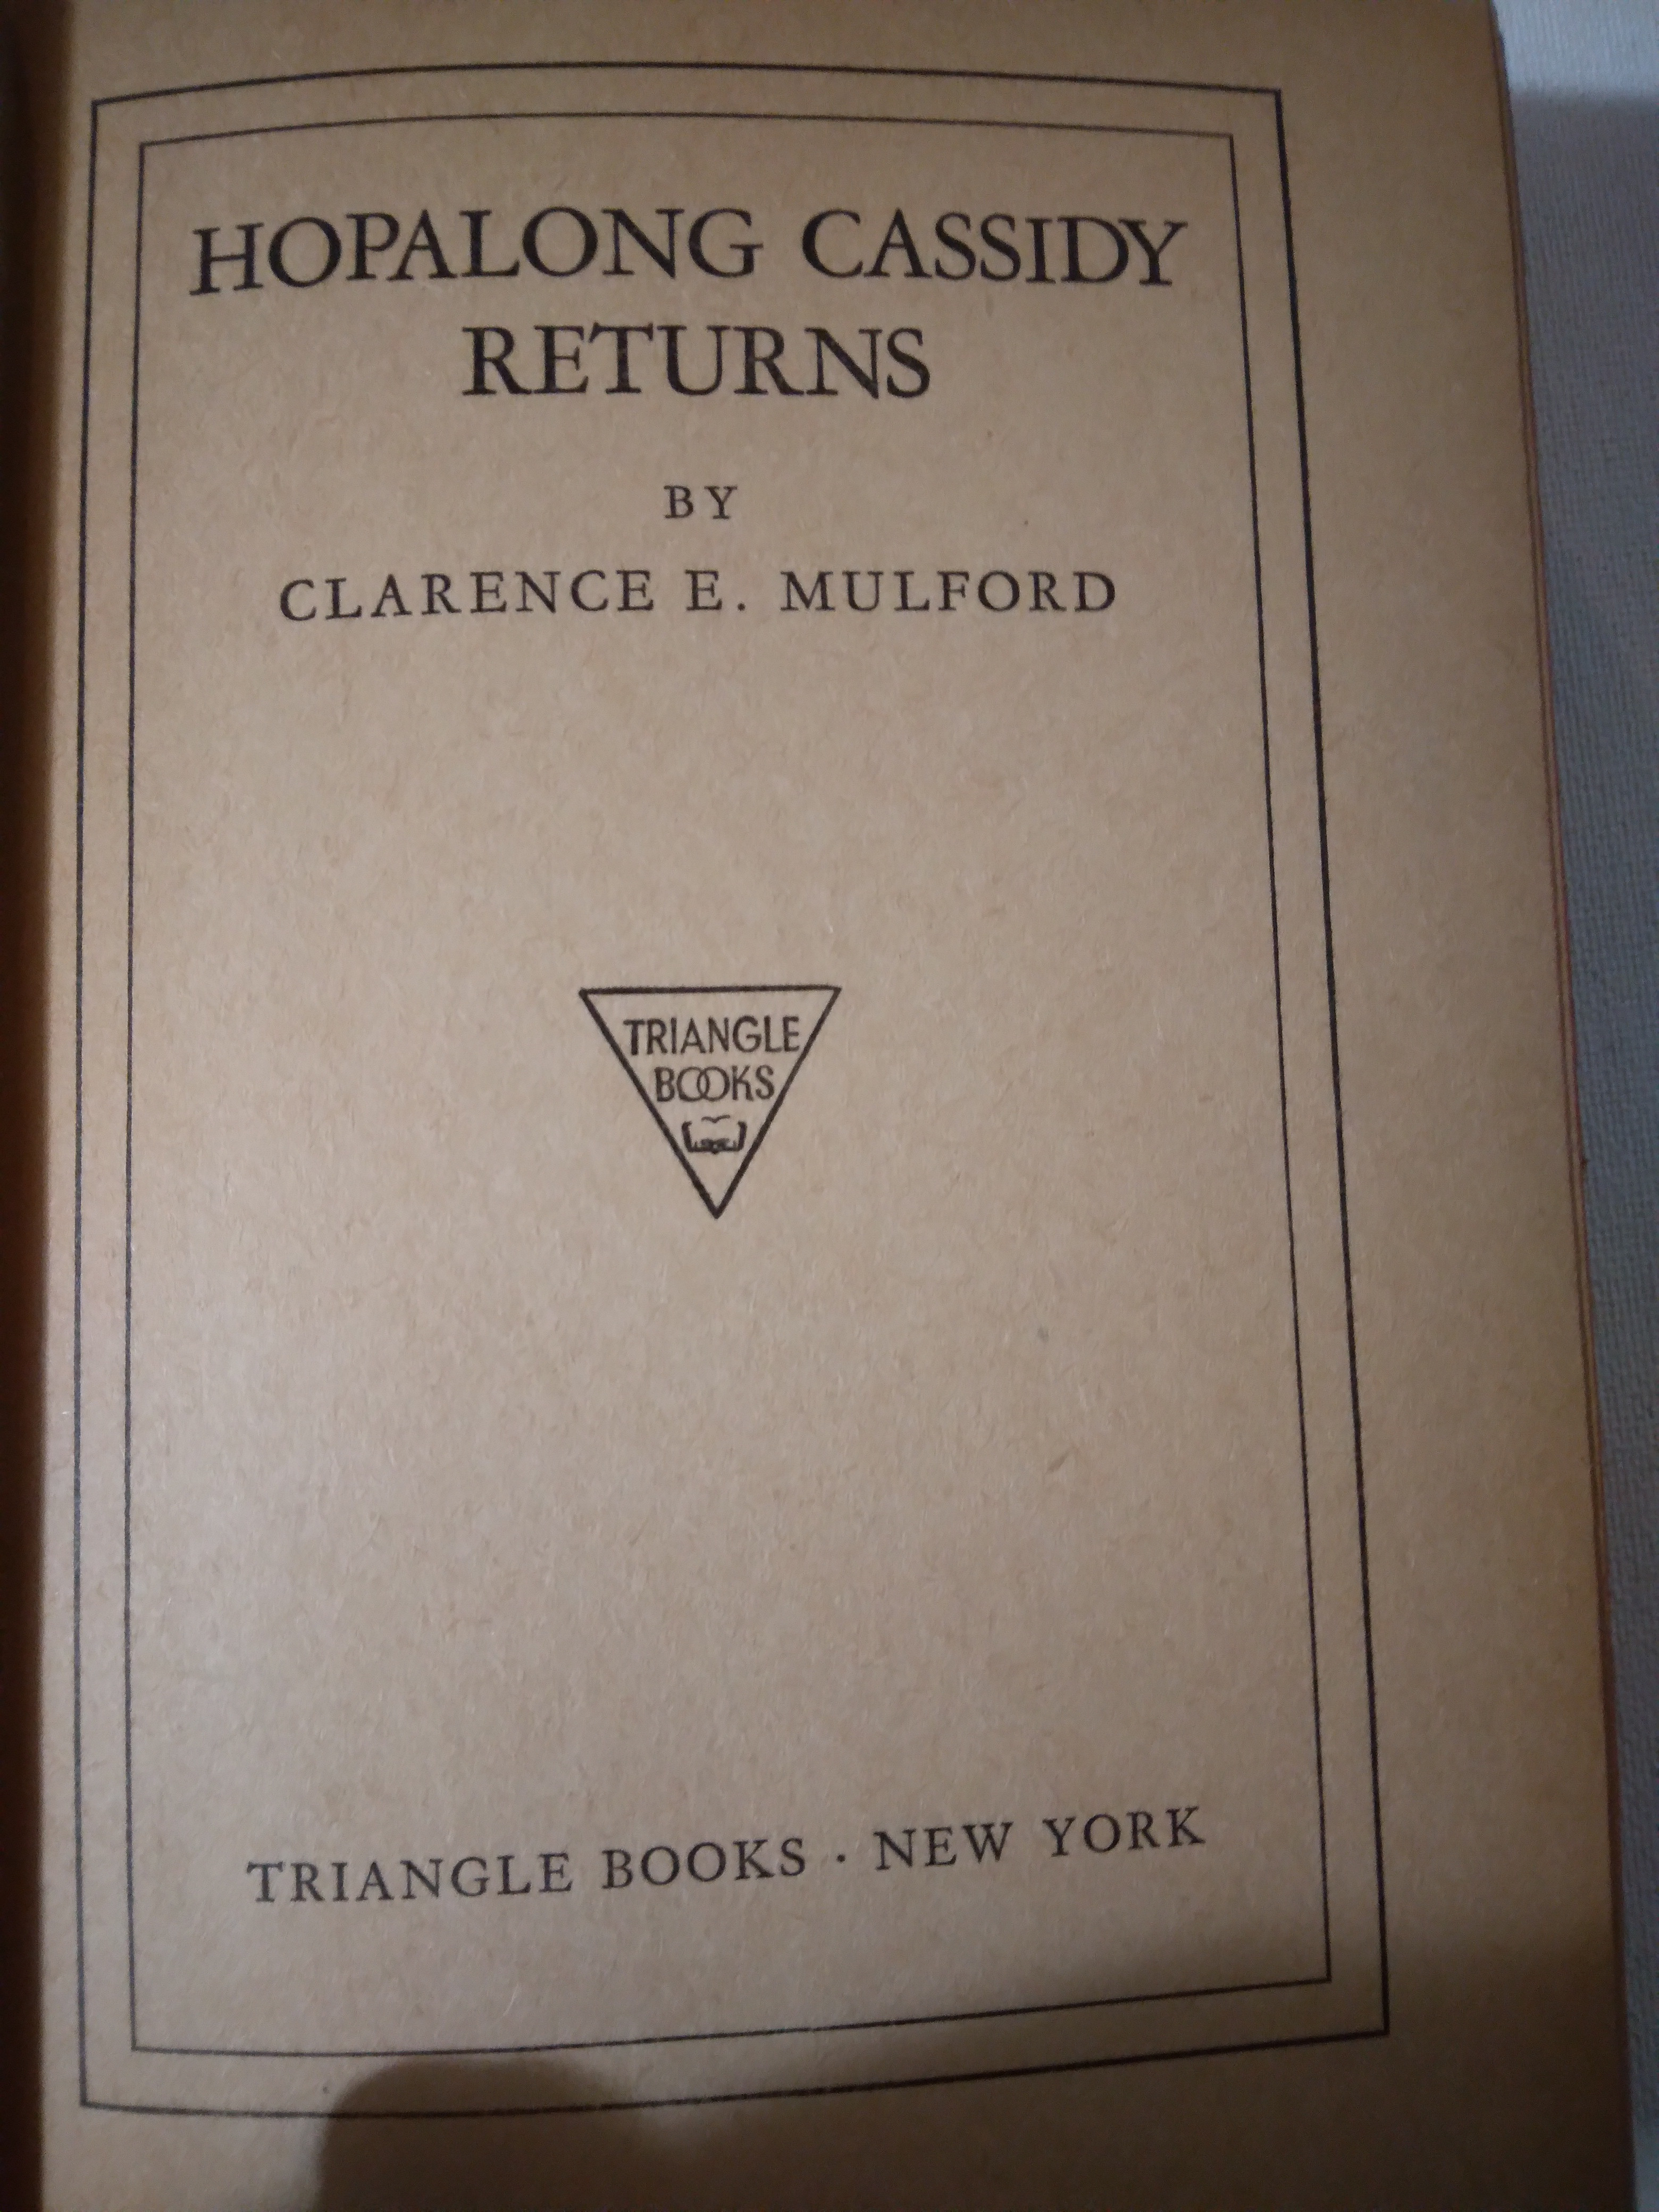 HOPALONG CASSIDY
RETURNS
BY
CLARENCE E. MULFORD
TRIANGLE
BOOKS
TRIANGLE BOOKS · NEW YORK